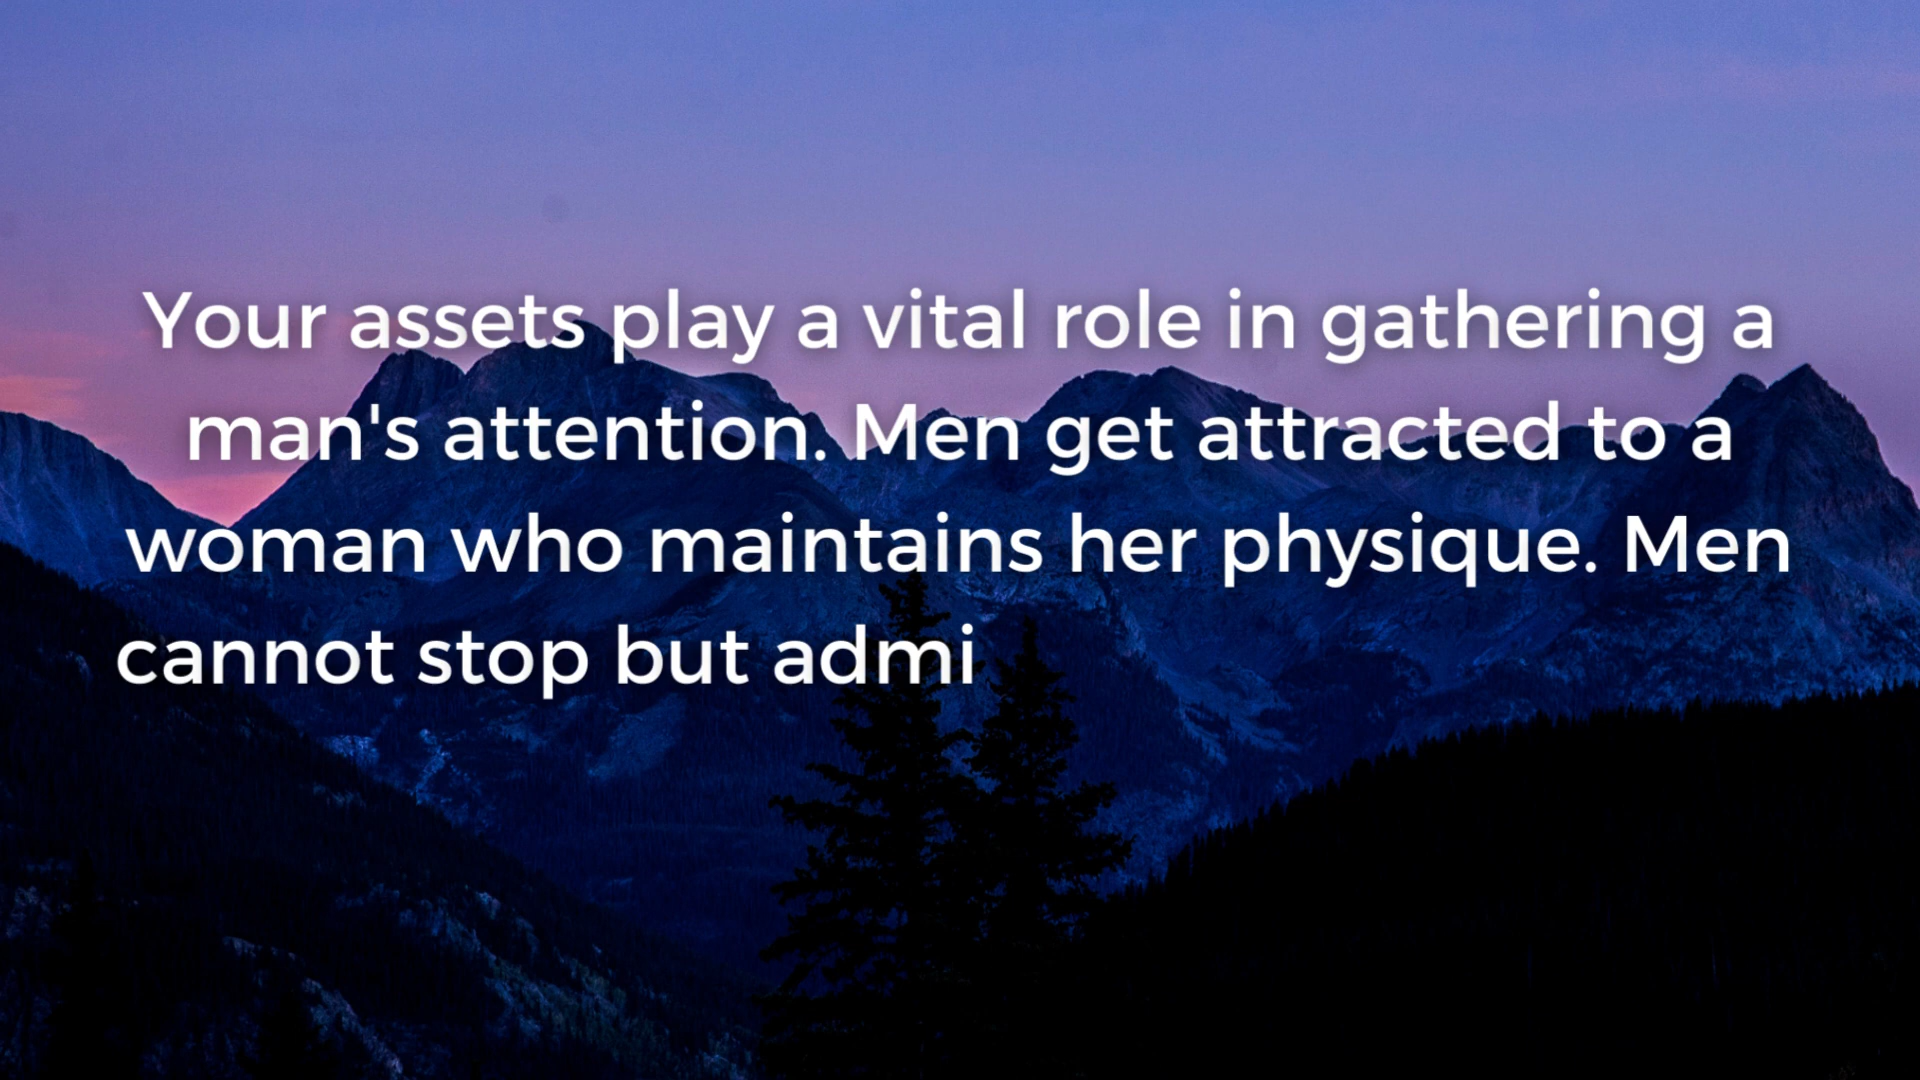 Your assets play a vital role in gathering a
man's attention. Men get attracted to a
woman who maintains her physique. Men
cannot stop but admi